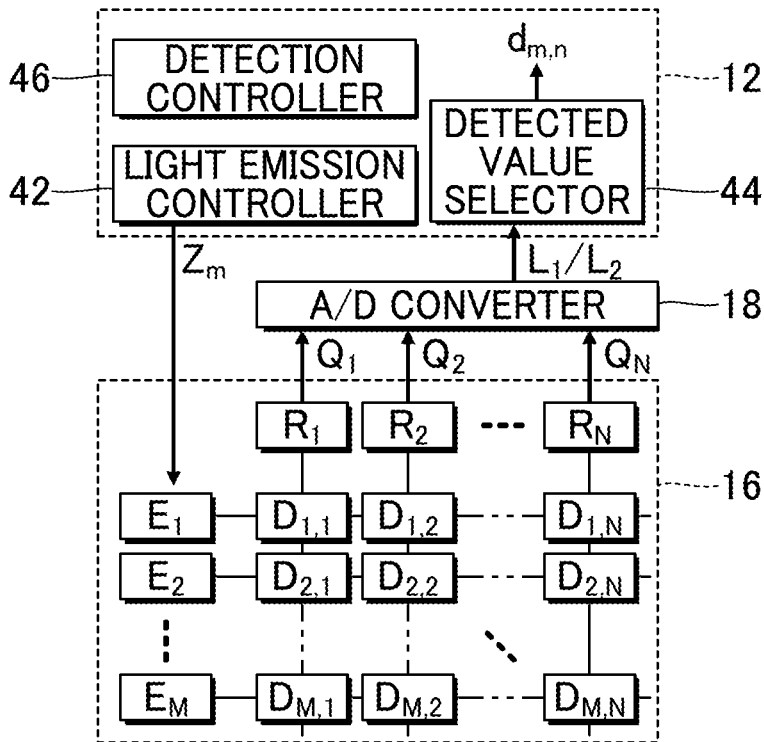 d_{m,n}
46
DETECTION
CONTROLLER
12
42
LIGHT EMISSION
CONTROLLER
DETECTED
VALUE
SELECTOR
44
Z_m
L_1/L_2
A/D CONVERTER
18
Q_1 Q_2 Q_N
R_1 R_2 --- R_N
16
E_1 D_{1,1} D_{1,2} D_{1,N}
E_2 D_{2,1} D_{2,2} D_{2,N}
E_M D_{M,1} D_{M,2} D_{M,N}